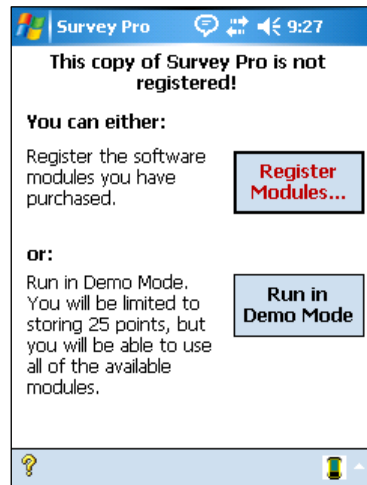 Survey Pro 9:27
This copy of Survey Pro is not
registered!
You can either:
Register the software
modules you have
purchased.
Register
Modules...
or:
Run in Demo Mode.
You will be limited to
storing 25 points, but
you will be able to use
all of the available
modules.
Run in
Demo Mode